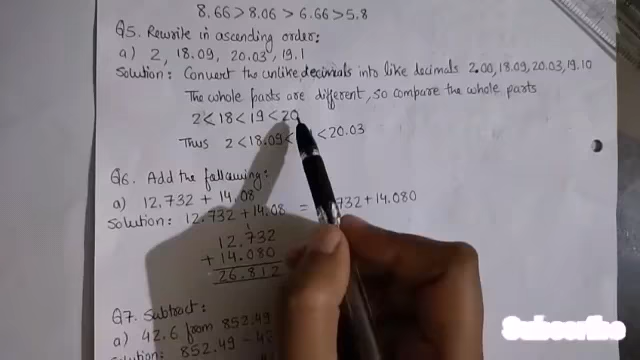 8.66 > 8.06 > 6.66 > 5.8
Q5. Rewrite in ascending order:
a) 2, 18.09, 20.03, 19.1
Solution: Convert the unlike decimals into like decimals 2.00, 18.09, 20.03, 19.10
The whole parts are different, so compare the whole parts
2 < 18 < 19 < 20
Thus 2 < 18.09 < < 20.03
Q6. Add the following:
a) 12.732 + 14.08
Solution: 12.732 + 14.08 = .732 + 14.080
1
12.732
+ 14.080
26.812
Q7. Subtract:
a) 42.6 from 852.49
Solution: 852.49 - 42
Subscribe